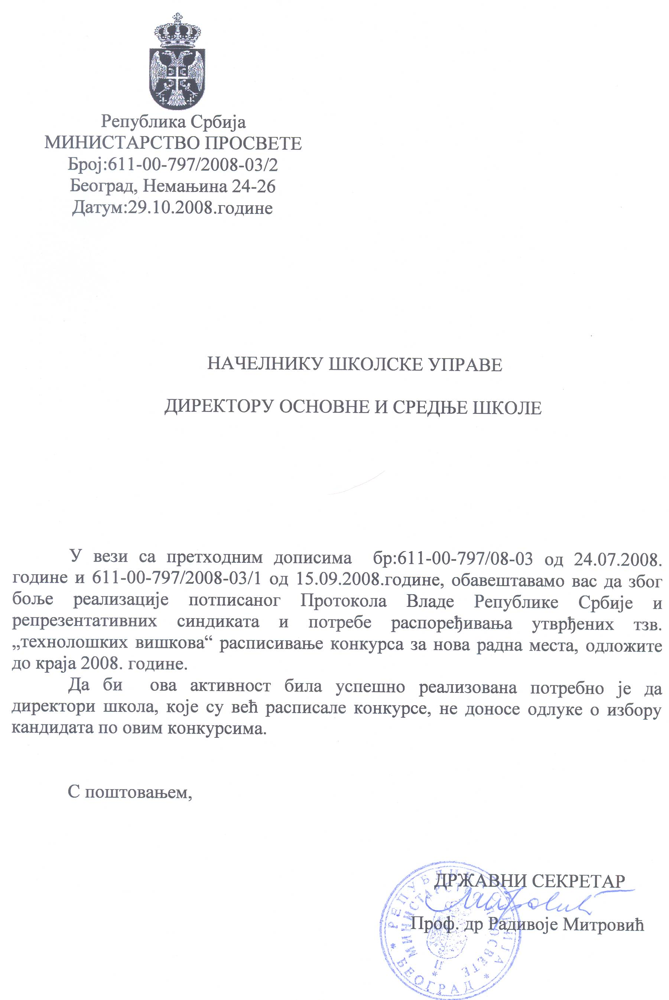 Република Србија
МИНИСТАРСТВО ПРОСВЕТЕ
Број:611-00-797/2008-03/2
Београд, Немањина 24-26
Датум:29.10.2008.године
НАЧЕЛНИКУ ШКОЛСКЕ УПРАВЕ
ДИРЕКТОРУ ОСНОВНЕ И СРЕДЊЕ ШКОЛЕ
У вези са претходним дописима бр:611-00-797/08-03 од 24.07.2008.
године и 611-00-797/2008-03/1 од 15.09.2008.године, обавештавамо вас да због
боље реализације потписаног Протокола Владе Републике Србије и
репрезентативних синдиката и потребе распоређивања утврђених тзв.
„технолошких вишкова“ расписивање конкурса за нова радна места, одложите
до краја 2008. године.
Да би ова активност била успешно реализована потребно је да
директори школа, које су већ расписале конкурсе, не доносе одлуке о избору
кандидата по овим конкурсима.
С поштовањем,
ДРЖАВНИ СЕКРЕТАР
Митровић
Проф. др Радивоје Митровић
РЕПУБЛИКА СРБИЈА
МИНИСТАРСТВО ПРОСВЕТЕ
* БЕОГРАД *